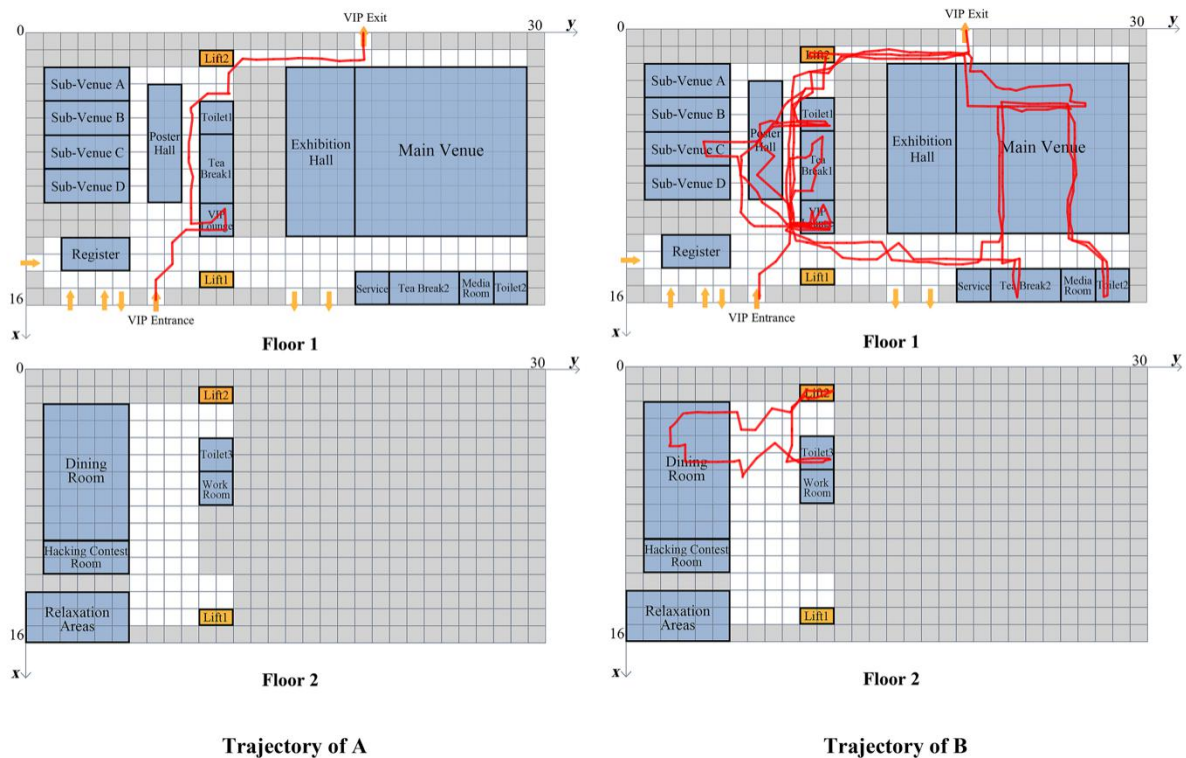 VIP Exit
0
30
y
Lift2
Sub-Venue A
Sub-Venue B
Sub-Venue C
Sub-Venue D
Poster
Hall
Toilet1
Tea
Break1
VIP
Lounge
Exhibition
Hall
Main Venue
Register
Lift1
Service
Tea Break2
Media
Room
Toilet2
16
x
VIP Entrance
Floor 1
0
30
y
Lift2
Dining
Room
Toilet3
Work
Room
Hacking Contest
Room
Relaxation
Areas
Lift1
16
x
Floor 2
Trajectory of A
VIP Exit
0
30
y
Lift2
Sub-Venue A
Sub-Venue B
Sub-Venue C
Sub-Venue D
Poster
Hall
Toilet1
Tea
Break1
VIP
Lounge
Exhibition
Hall
Main Venue
Register
Lift1
Service
Tea Break2
Media
Room
Toilet2
16
x
VIP Entrance
Floor 1
0
30
y
Lift2
Dining
Room
Toilet3
Work
Room
Hacking Contest
Room
Relaxation
Areas
Lift1
16
x
Floor 2
Trajectory of B